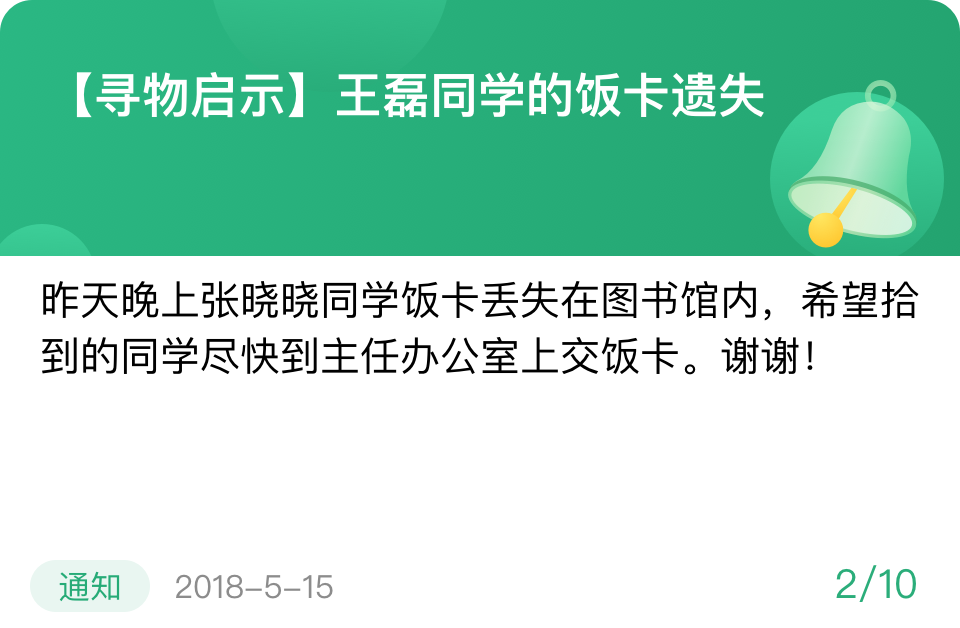 【寻物启示】王磊同学的饭卡遗失
昨天晚上张晓晓同学饭卡丢失在图书馆内，希望拾
到的同学尽快到主任办公室上交饭卡。谢谢！
通知 2018-5-15 2/10